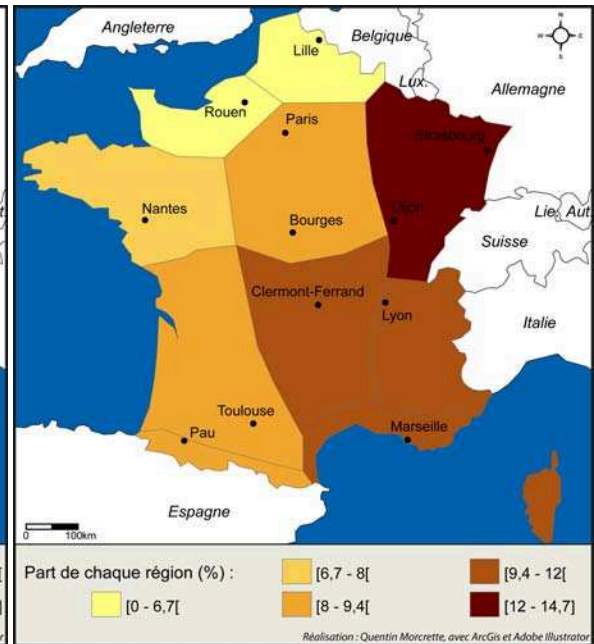 Angleterre
N
O E
S
Belgique
Lille
Lux.
Allemagne
Rouen
Paris
Strasbourg
Nantes
Bourges
Dijon
Lie. Aut.
Suisse
Clermont-Ferrand
Lyon
Italie
Toulouse
Pau
Marseille
Espagne
0 100km
Part de chaque région (%) :
[0 - 6,7[
[6,7 - 8[
[8 - 9,4[
[9,4 - 12[
[12 - 14,7]
Réalisation : Quentin Morcrette, avec ArcGis et Adobe Illustrator